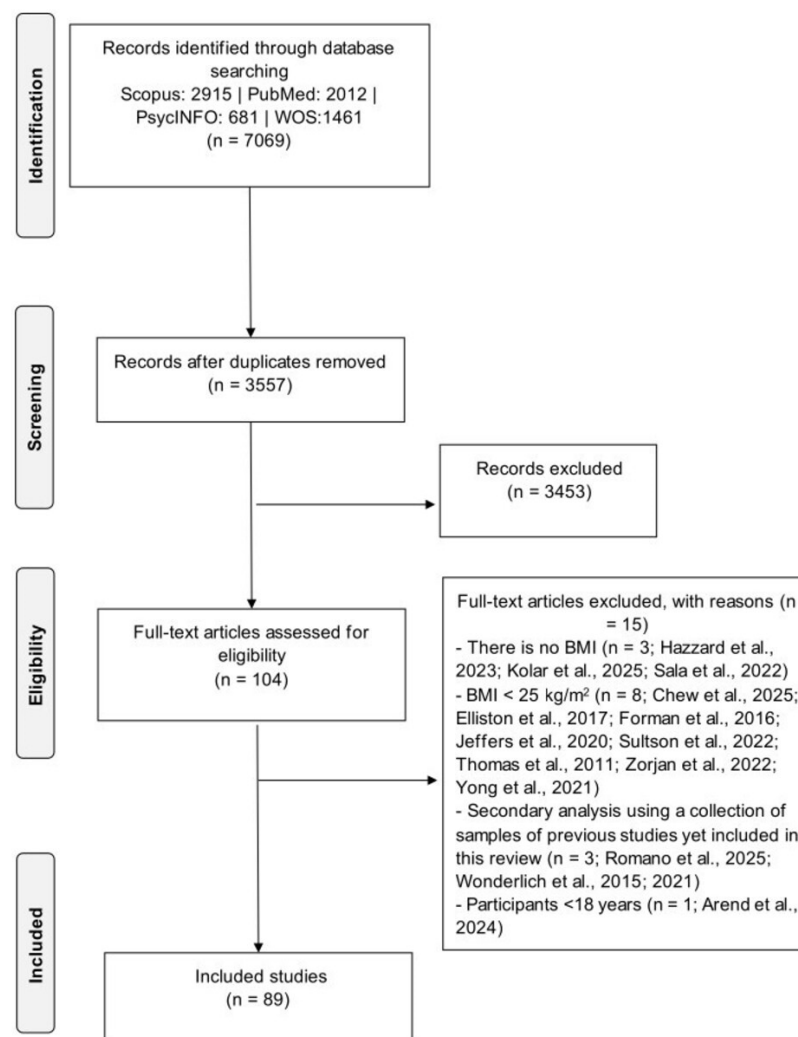 Identification
Records identified through database
searching
Scopus: 2915 | PubMed: 2012 |
PsycINFO: 681 | WOS:1461
(n = 7069)
Screening
Records after duplicates removed
(n = 3557)
Records excluded
(n = 3453)
Eligibility
Full-text articles assessed for
eligibility
(n = 104)
Full-text articles excluded, with reasons (n
= 15)
- There is no BMI (n = 3; Hazzard et al.,
2023; Kolar et al., 2025; Sala et al., 2022)
- BMI < 25 kg/m² (n = 8; Chew et al., 2025;
Elliston et al., 2017; Forman et al., 2016;
Jeffers et al., 2020; Sultson et al., 2022;
Thomas et al., 2011; Zorjan et al., 2022;
Yong et al., 2021)
- Secondary analysis using a collection of
samples of previous studies yet included in
this review (n = 3; Romano et al., 2025;
Wonderlich et al., 2015; 2021)
- Participants <18 years (n = 1; Arend et al.,
2024)
Included
Included studies
(n = 89)